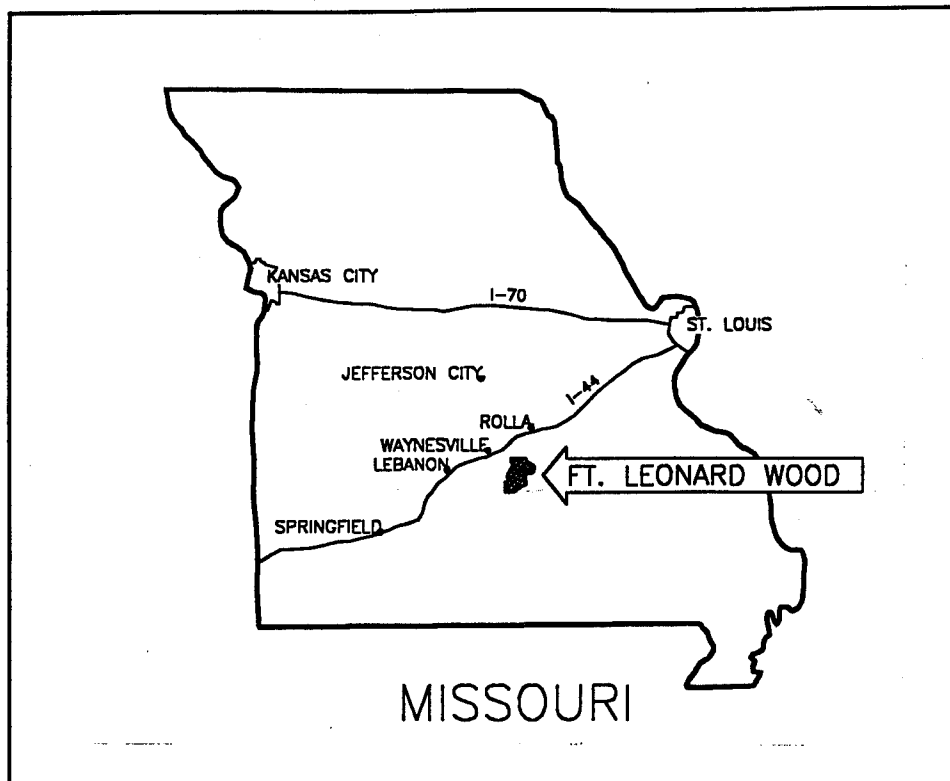 KANSAS CITY
I-70
ST. LOUIS
JEFFERSON CITY
I-44
ROLLA
WAYNESVILLE
LEBANON
FT. LEONARD WOOD
SPRINGFIELD
MISSOURI